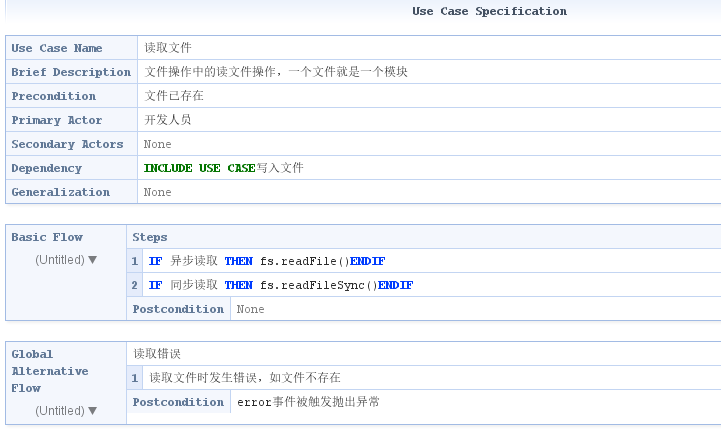 Use Case Specification
Use Case Name 读取文件
Brief Description 文件操作中的读文件操作，一个文件就是一个模块
Precondition 文件已存在
Primary Actor 开发人员
Secondary Actors None
Dependency INCLUDE USE CASE写入文件
Generalization None
Basic Flow Steps
(Untitled) ▼
1 IF 异步读取 THEN fs.readFile()ENDIF
2 IF 同步读取 THEN fs.readFileSync()ENDIF
Postcondition None
Global Alternative Flow 读取错误
(Untitled) ▼
1 读取文件时发生错误，如文件不存在
Postcondition error事件被触发抛出异常